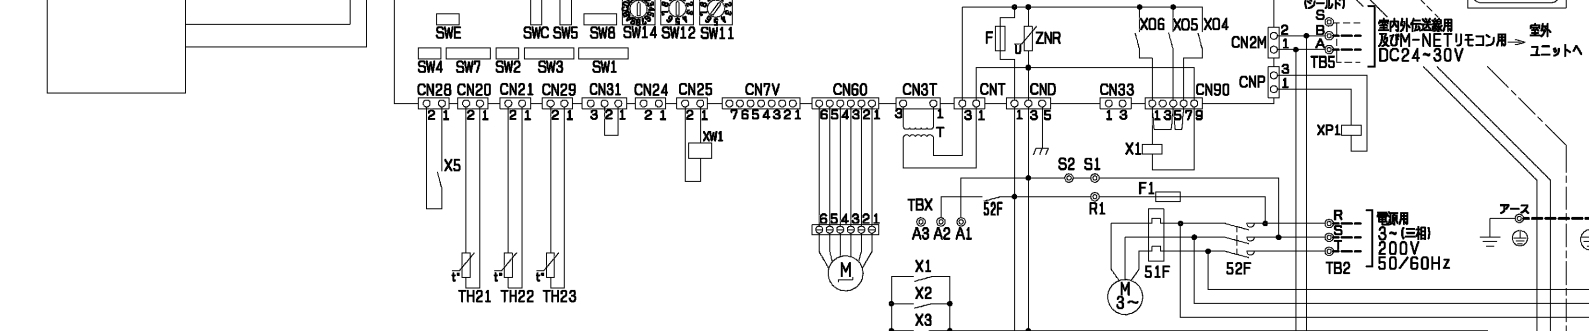 (シールド)
SWE SWC SW5 SW8 SW14 SW12 SW11
F ZNR X06 X05 X04
CN2M 2 1
S B A TB5
室内外伝送線用
及びM-NETリモコン用
DC24~30V
室外
ユニットへ
SW4 SW7 SW2 SW3 SW1
CN28 CN20 CN21 CN29 CN31 CN24 CN25 CN7V CN60 CN3T CNT CND CN33 CN90
CNP 3 1
2 1 2 1 2 1 2 1 3 2 1 2 1 2 1 7 6 5 4 3 2 1 6 5 4 3 2 1 3 1 3 1 1 3 5 1 3 1 3 5 7 9
XW1 T X1 XP1
X5
S2 S1
F1
TBX 52F R1
A3 A2 A1
6 5 4 3 2 1
M
アース
R S T TB2
電源用
3~(三相)
200V
50/60Hz
51F 52F
M
3~
t° t° t°
TH21 TH22 TH23
X1
X2
X3